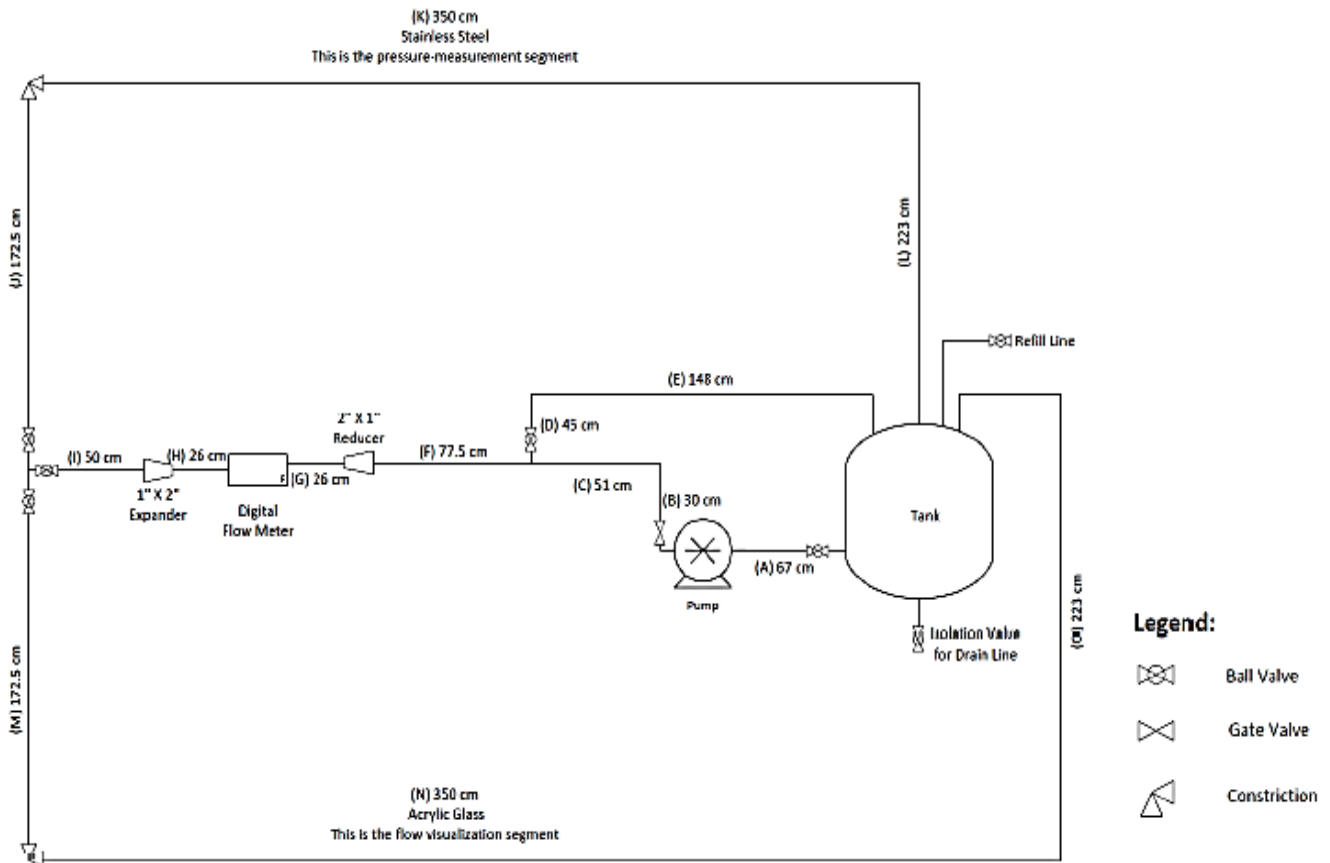 (K) 350 cm
Stainless Steel
This is the pressure-measurement segment
(J) 172.5 cm
(L) 223 cm
Refill Line
(E) 148 cm
2" X 1"
Reducer
(D) 45 cm
(F) 77.5 cm
(H) 26 cm
(I) 50 cm
(G) 26 cm
(C) 51 cm
1" X 2"
Expander
Digital
Flow Meter
F
(B) 30 cm
Tank
(A) 67 cm
Pump
Isolation Valve
for Drain Line
223 cm
(M) 172.5 cm
Legend:
Ball Valve
Gate Valve
Constriction
(N) 350 cm
Acrylic Glass
This is the flow visualization segment